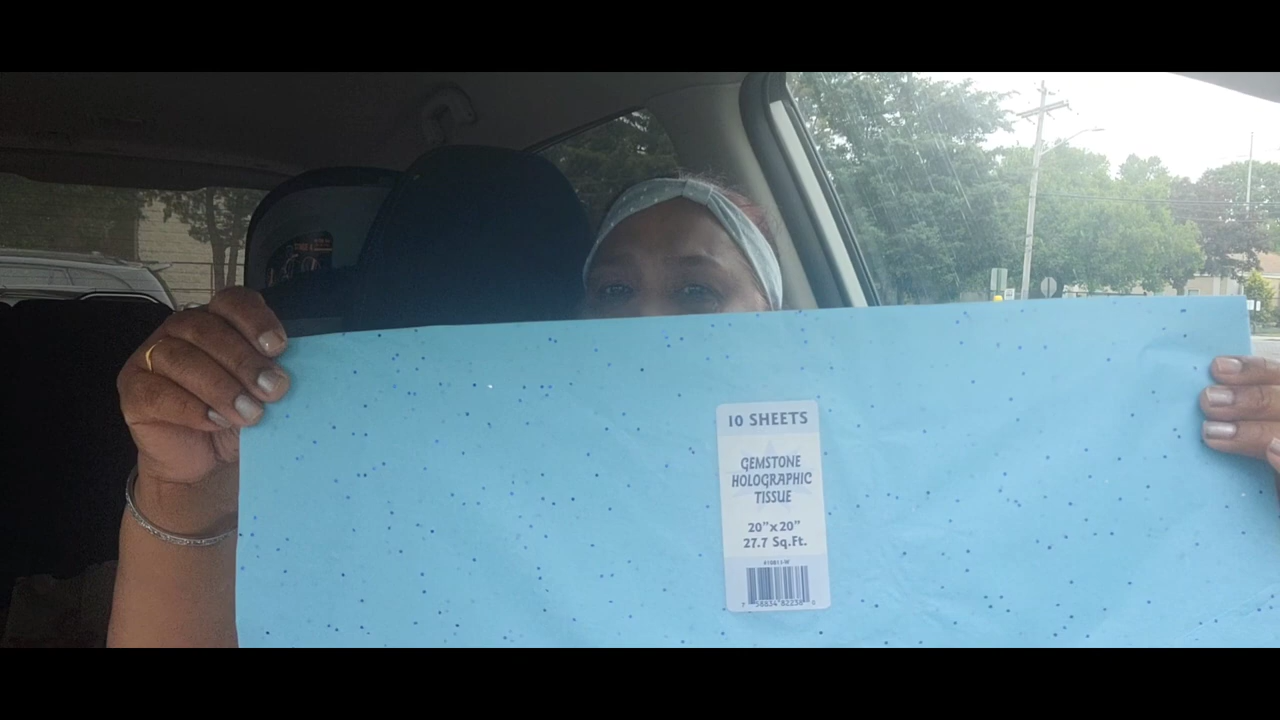 10 SHEETS
GEMSTONE
HOLOGRAPHIC
TISSUE
20"x20"
27.7 Sq.Ft.